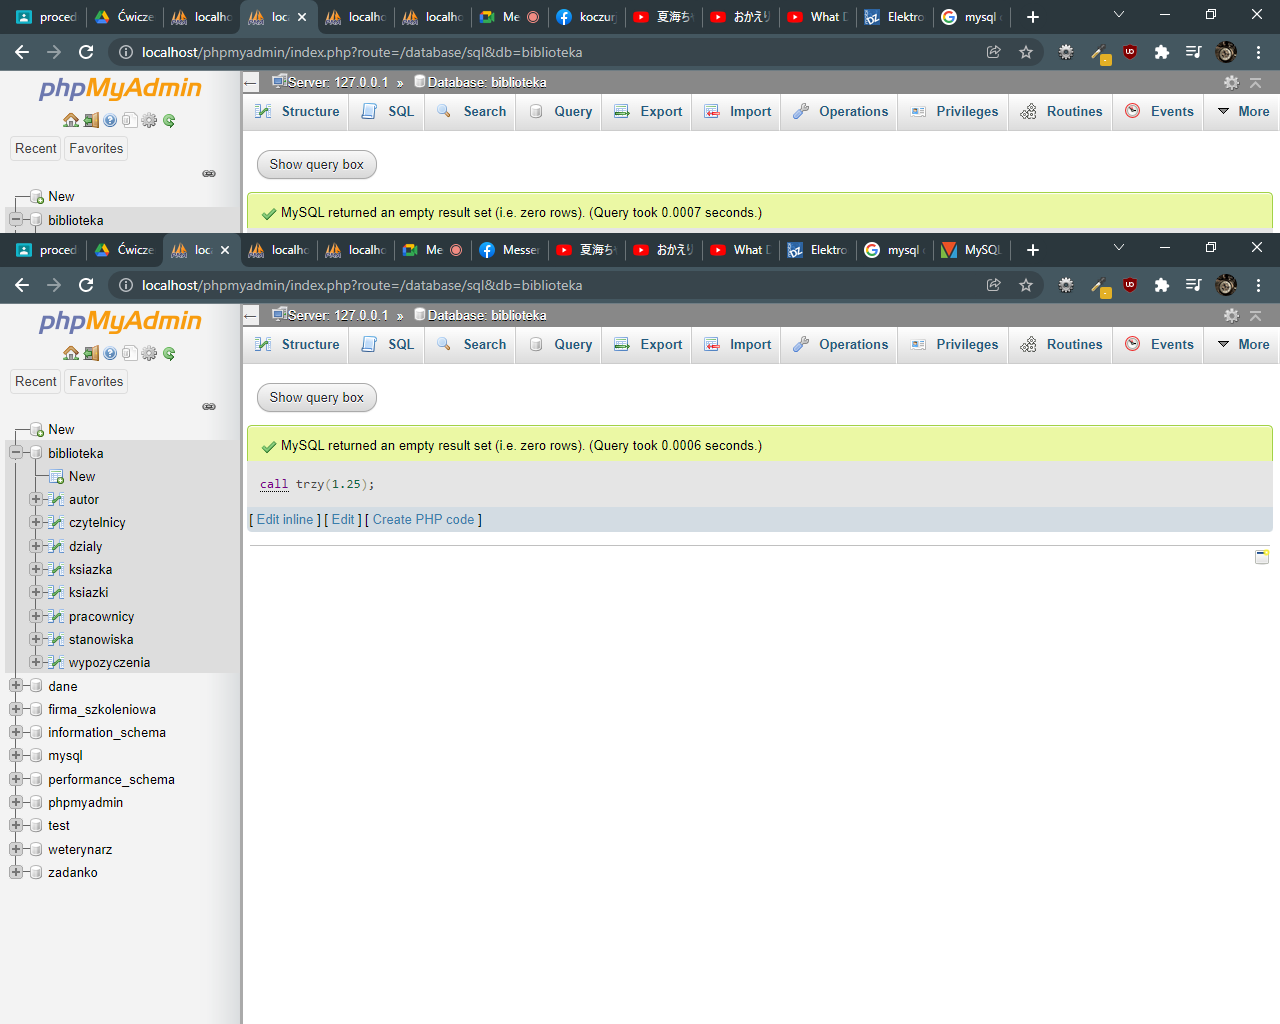 proced
Ćwicze
localho
loc
localho
localho
Me
koczur
夏海ち
おかえり
What D
Elektro
mysql
localhost/phpmyadmin/index.php?route=/database/sql&db=biblioteka
phpMyAdmin
Recent
Favorites
New
biblioteka
Server: 127.0.0.1 » Database: biblioteka
Structure
SQL
Search
Query
Export
Import
Operations
Privileges
Routines
Events
More
Show query box
MySQL returned an empty result set (i.e. zero rows). (Query took 0.0007 seconds.)
proced
Ćwicze
loc
localho
localho
Me
Messen
夏海ち
おかえり
What D
Elektro
mysql
MySQL
localhost/phpmyadmin/index.php?route=/database/sql&db=biblioteka
phpMyAdmin
Recent
Favorites
New
biblioteka
New
autor
czytelnicy
dzialy
ksiazka
ksiazki
pracownicy
stanowiska
wypozyczenia
dane
firma_szkoleniowa
information_schema
mysql
performance_schema
phpmyadmin
test
weterynarz
zadanko
Server: 127.0.0.1 » Database: biblioteka
Structure
SQL
Search
Query
Export
Import
Operations
Privileges
Routines
Events
More
Show query box
MySQL returned an empty result set (i.e. zero rows). (Query took 0.0006 seconds.)
call trzy(1.25);
[ Edit inline ] [ Edit ] [ Create PHP code ]